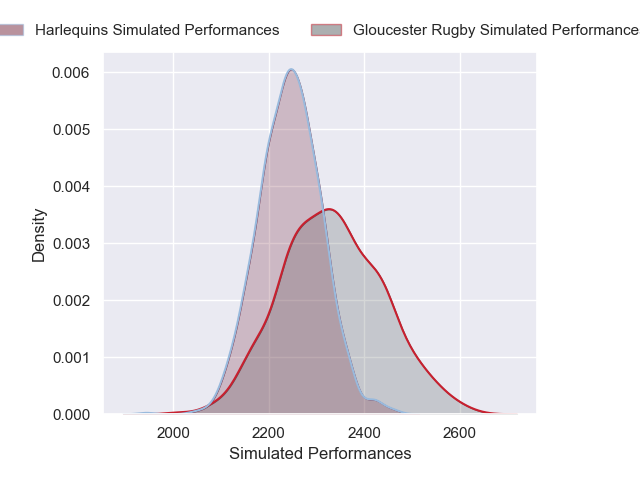 Harlequins Simulated Performances
Gloucester Rugby Simulated Performance
0.006
0.005
0.004
0.003
0.002
0.001
0.000
Density
2000 2200 2400 2600
Simulated Performances